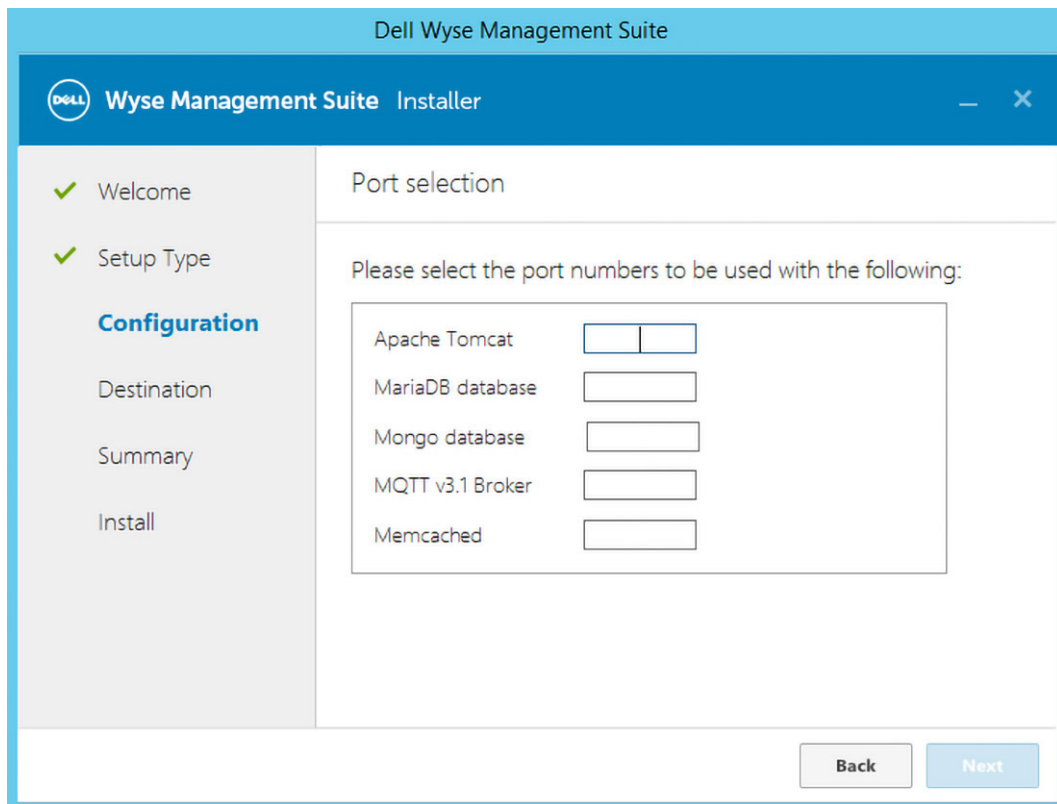 Dell Wyse Management Suite
DELL Wyse Management Suite Installer
Welcome
Setup Type
Configuration
Destination
Summary
Install
Port selection
Please select the port numbers to be used with the following:
Apache Tomcat
MariaDB database
Mongo database
MQTT v3.1 Broker
Memcached
Back
Next